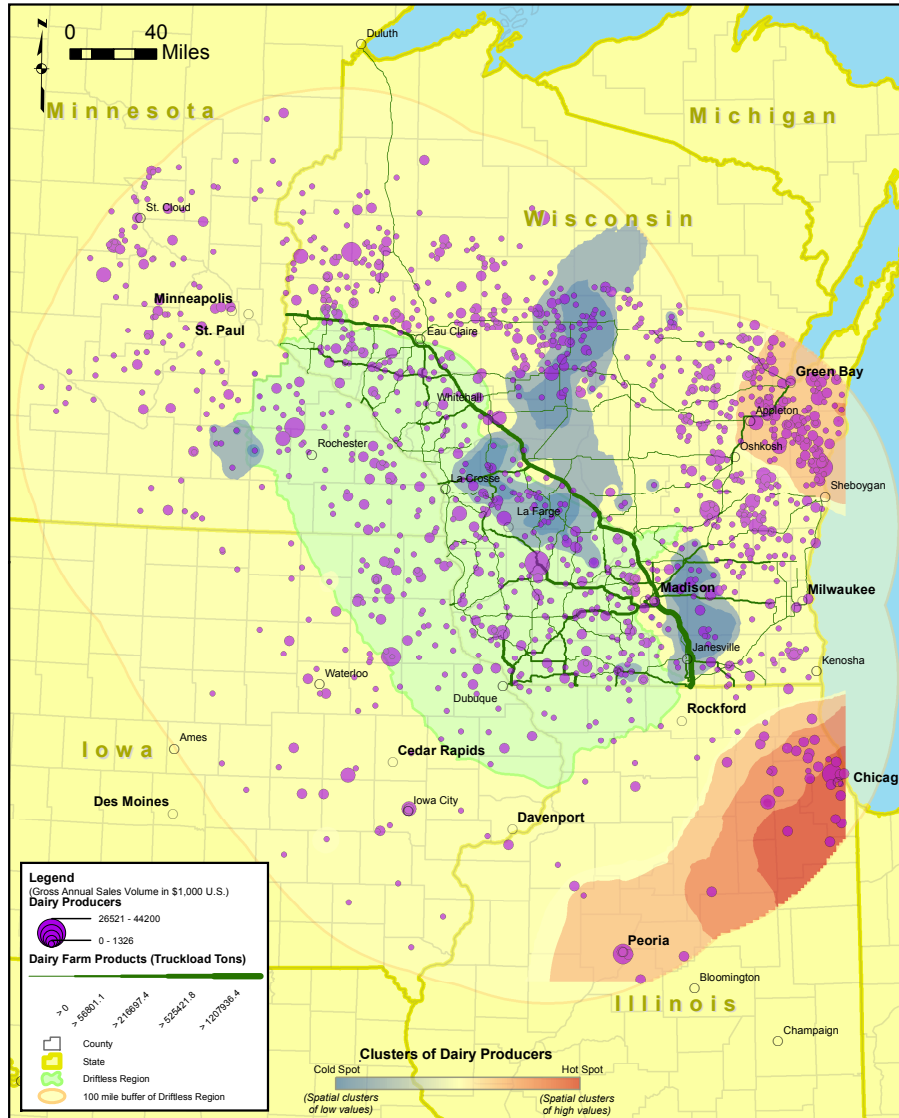 N
0 40
Miles
Duluth
Minnesota
Michigan
Wisconsin
St. Cloud
Minneapolis
St. Paul
Eau Claire
Green Bay
Whitehall
Appleton
Rochester
Oshkosh
La Crosse
Sheboygan
La Farge
Madison
Milwaukee
Janesville
Kenosha
Waterloo
Dubuque
Rockford
Ames
Iowa
Cedar Rapids
Chicag
Iowa City
Des Moines
Davenport
Peoria
Bloomington
Illinois
Champaign
Legend
(Gross Annual Sales Volume in $1,000 U.S.)
Dairy Producers
26521 - 44200
0 - 1326
Dairy Farm Products (Truckload Tons)
> 0
> 56801.1
> 216697.4
> 525421.8
> 1207936.4
County
State
Driftless Region
100 mile buffer of Driftless Region
Clusters of Dairy Producers
Cold Spot Hot Spot
(Spatial clusters (Spatial clusters
of low values) of high values)